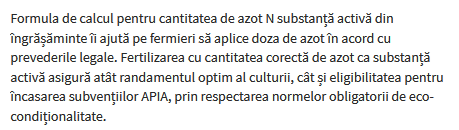 Formula de calcul pentru cantitatea de azot N substanță activă din
îngrășăminte îi ajută pe fermieri să aplice doza de azot în acord cu
prevederile legale. Fertilizarea cu cantitatea corectă de azot ca substanță
activă asigură atât randamentul optim al culturii, cât și eligibilitatea pentru
încasarea subvențiilor APIA, prin respectarea normelor obligatorii de eco-
condiționalitate.